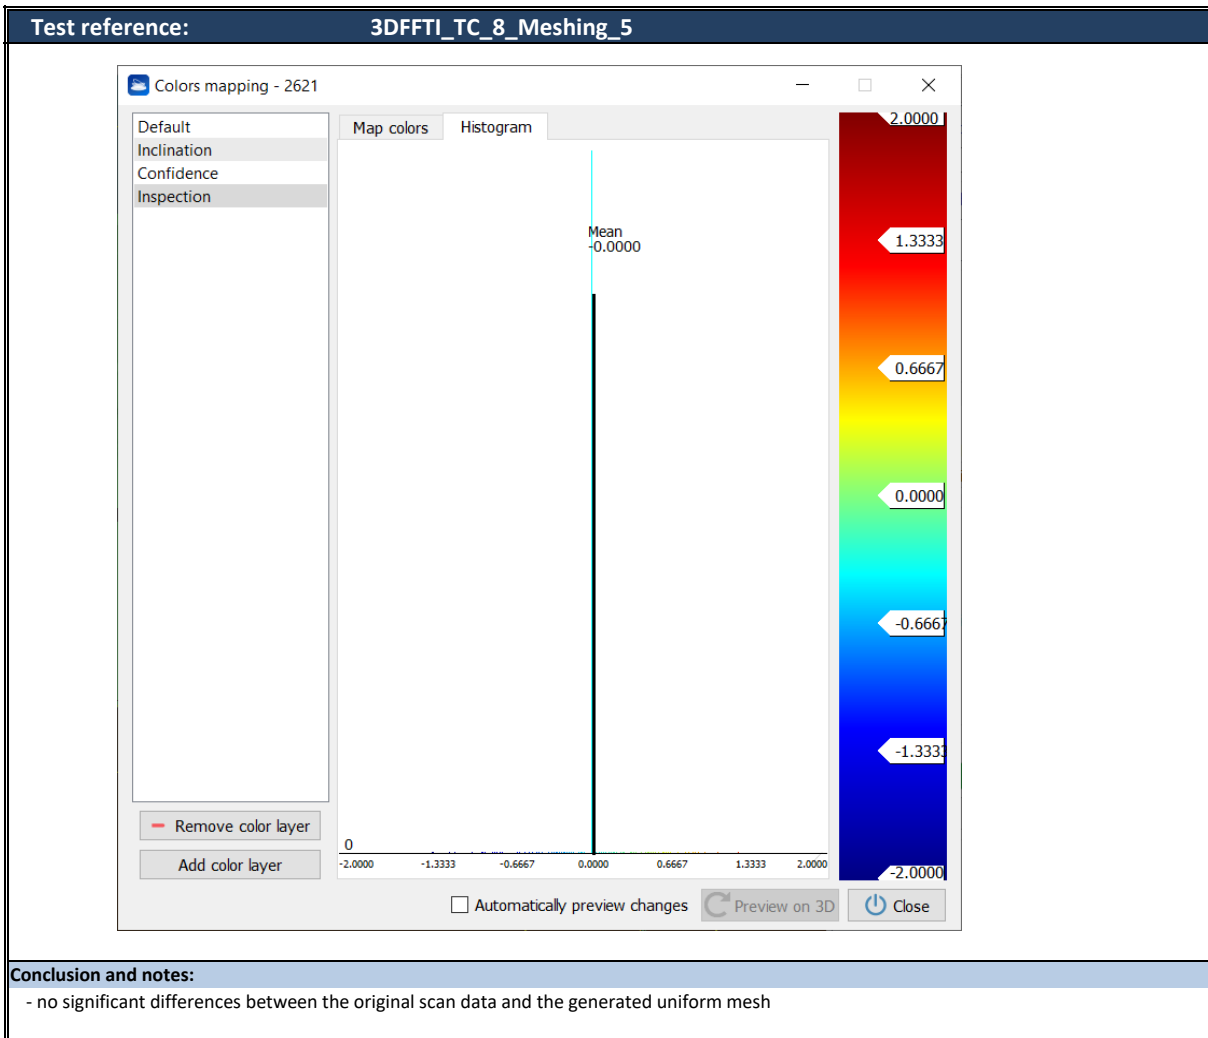 Test reference: 3DFFTI_TC_8_Meshing_5
Colors mapping - 2621
Default
Inclination
Confidence
Inspection
Map colors Histogram
Mean
-0.0000
0
-2.0000 -1.3333 -0.6667 0.0000 0.6667 1.3333 2.0000
2.0000
1.3333
0.6667
0.0000
-0.6667
-1.3333
-2.0000
Remove color layer
Add color layer
Automatically preview changes Preview on 3D Close
Conclusion and notes:
- no significant differences between the original scan data and the generated uniform mesh